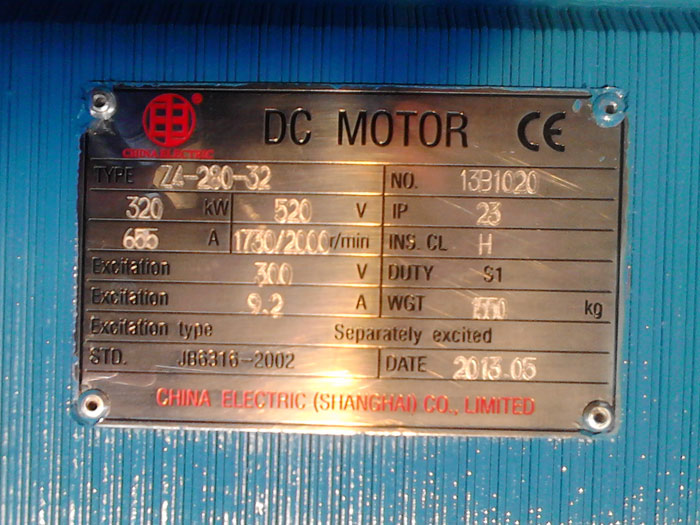 CHINA ELECTRIC ®
DC MOTOR CE
TYPE Z4-280-32 NO. 13B1020
320 kW 520 V IP 23
655 A 1730/2000 r/min INS. CL H
Excitation 300 V DUTY S1
Excitation 9.2 A WGT kg
Excitation type Separately excited
STD. JB6316-2002 DATE 2013.05
CHINA ELECTRIC (SHANGHAI) CO., LIMITED